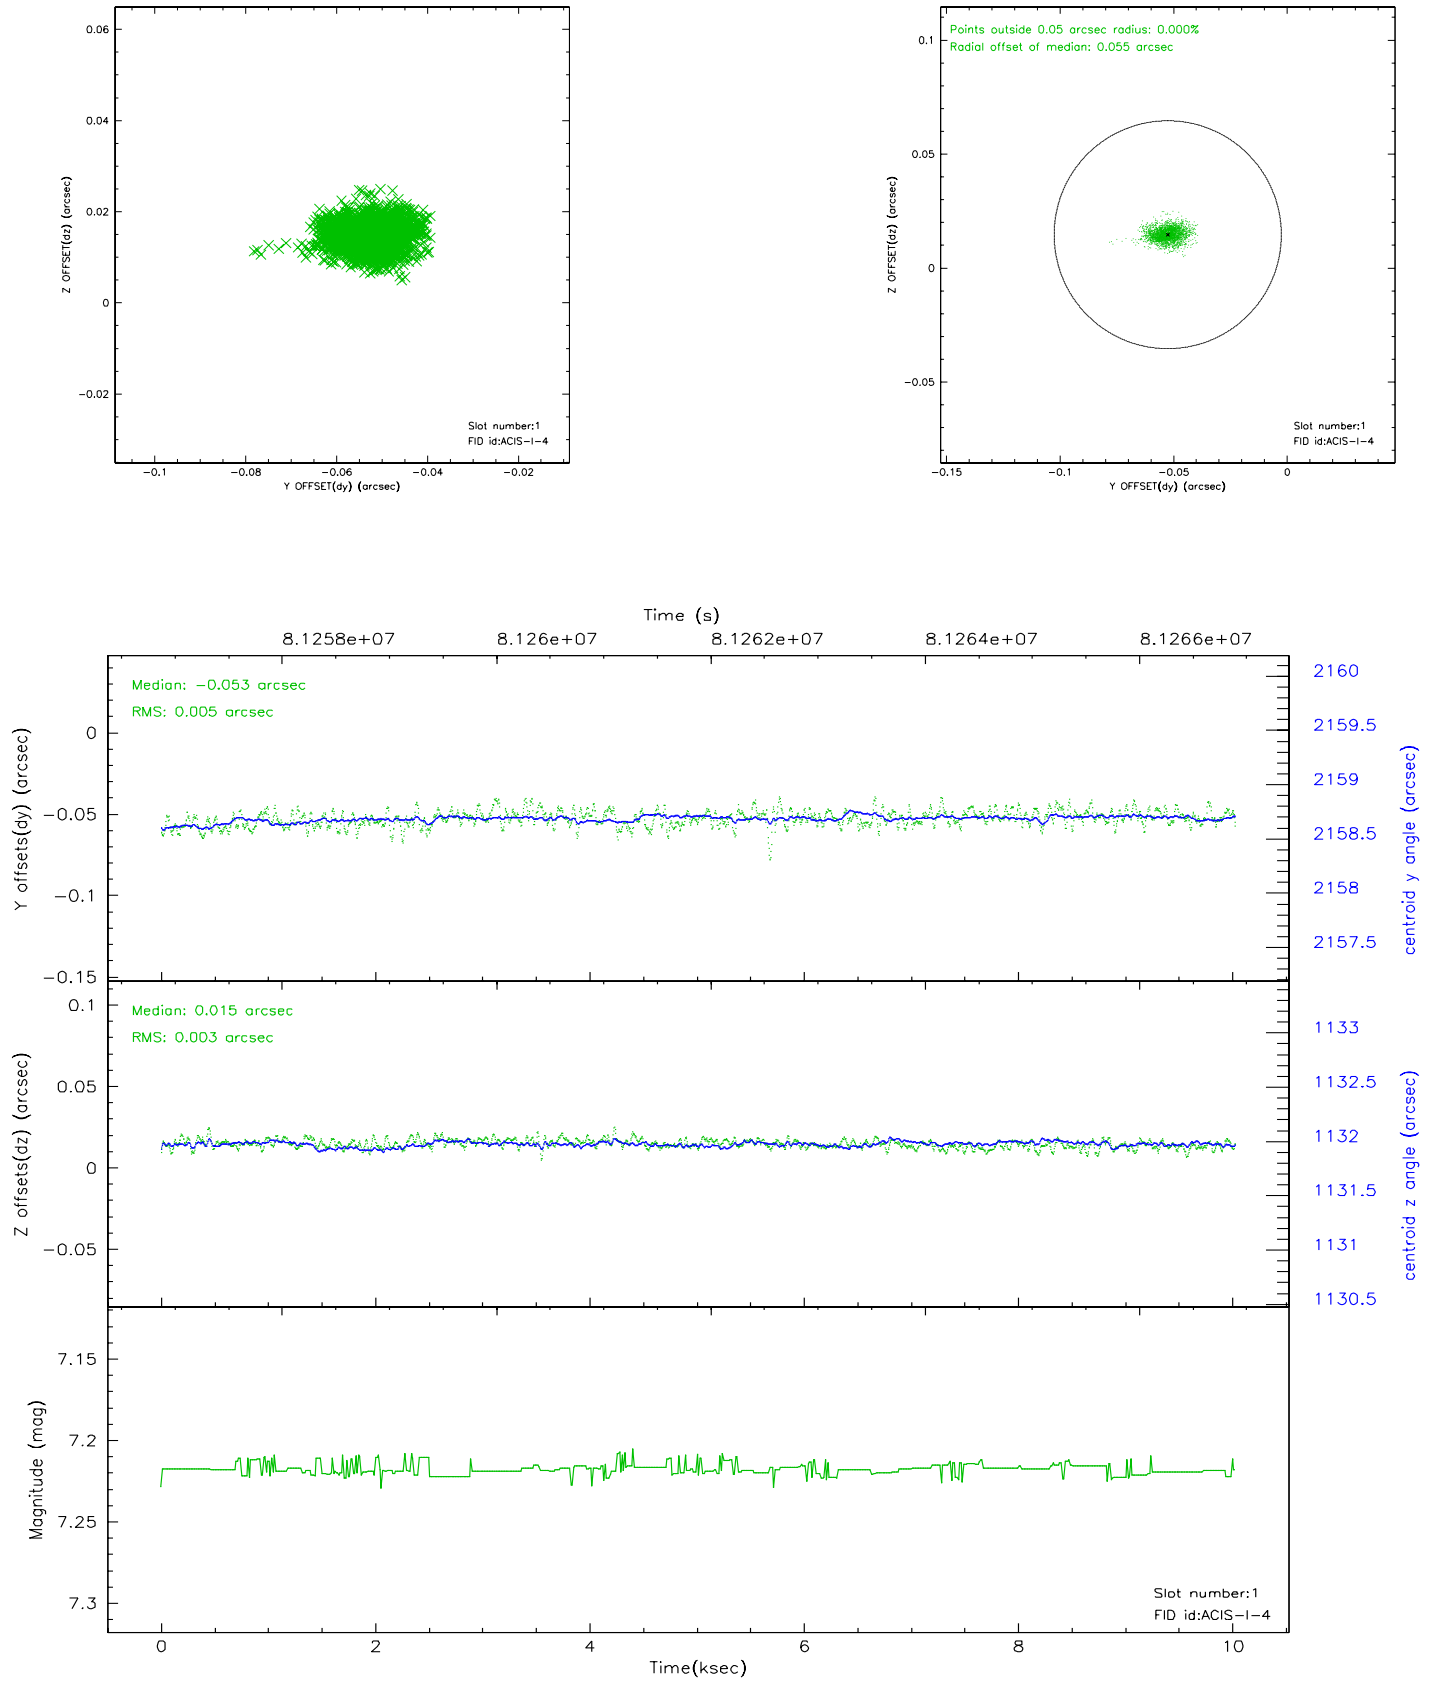 0.06
0.04
0.02
0
−0.02
Z OFFSET(dz) (arcsec)
−0.1 −0.08 −0.06 −0.04 −0.02
Y OFFSET(dy) (arcsec)
Slot number:1
FID id:ACIS−I−4
Points outside 0.05 arcsec radius: 0.000%
Radial offset of median: 0.055 arcsec
0.1
0.05
0
−0.05
Z OFFSET(dz) (arcsec)
−0.15 −0.1 −0.05 0
Y OFFSET(dy) (arcsec)
Slot number:1
FID id:ACIS−I−4
Time (s)
8.1258e+07 8.126e+07 8.1262e+07 8.1264e+07 8.1266e+07
Median: −0.053 arcsec
RMS: 0.005 arcsec
0
−0.05
−0.1
−0.15
Y offsets(dy) (arcsec)
2160
2159.5
2159
2158.5
2158
2157.5
centroid y angle (arcsec)
Median: 0.015 arcsec
RMS: 0.003 arcsec
0.1
0.05
0
−0.05
Z offsets(dz) (arcsec)
1133
1132.5
1132
1131.5
1131
1130.5
centroid z angle (arcsec)
7.15
7.2
7.25
7.3
Magnitude (mag)
Slot number:1
FID id:ACIS−I−4
0 2 4 6 8 10
Time(ksec)